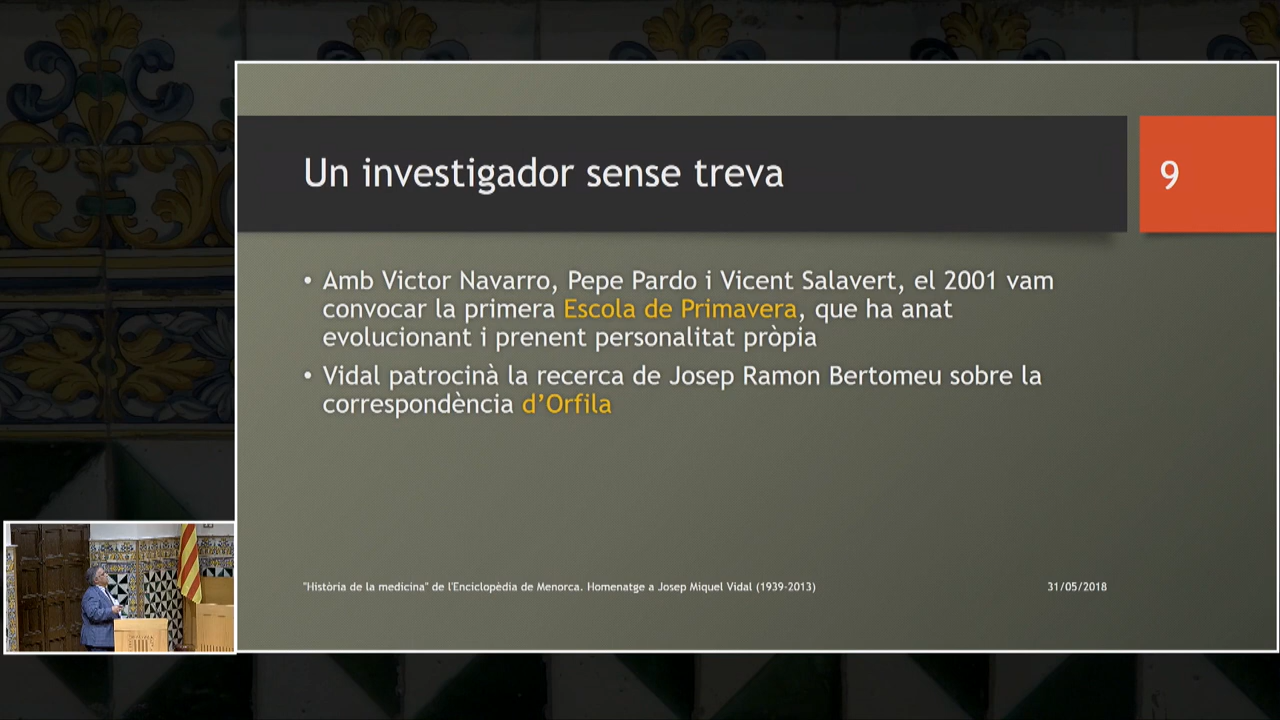 Un investigador sense treva
9
• Amb Victor Navarro, Pepe Pardo i Vicent Salavert, el 2001 vam
convocar la primera Escola de Primavera, que ha anat
evolucionant i prenent personalitat pròpia
• Vidal patrocinà la recerca de Josep Ramon Bertomeu sobre la
correspondència d’Orfila
"Història de la medicina" de l'Enciclopèdia de Menorca. Homenatge a Josep Miquel Vidal (1939-2013)
31/05/2018